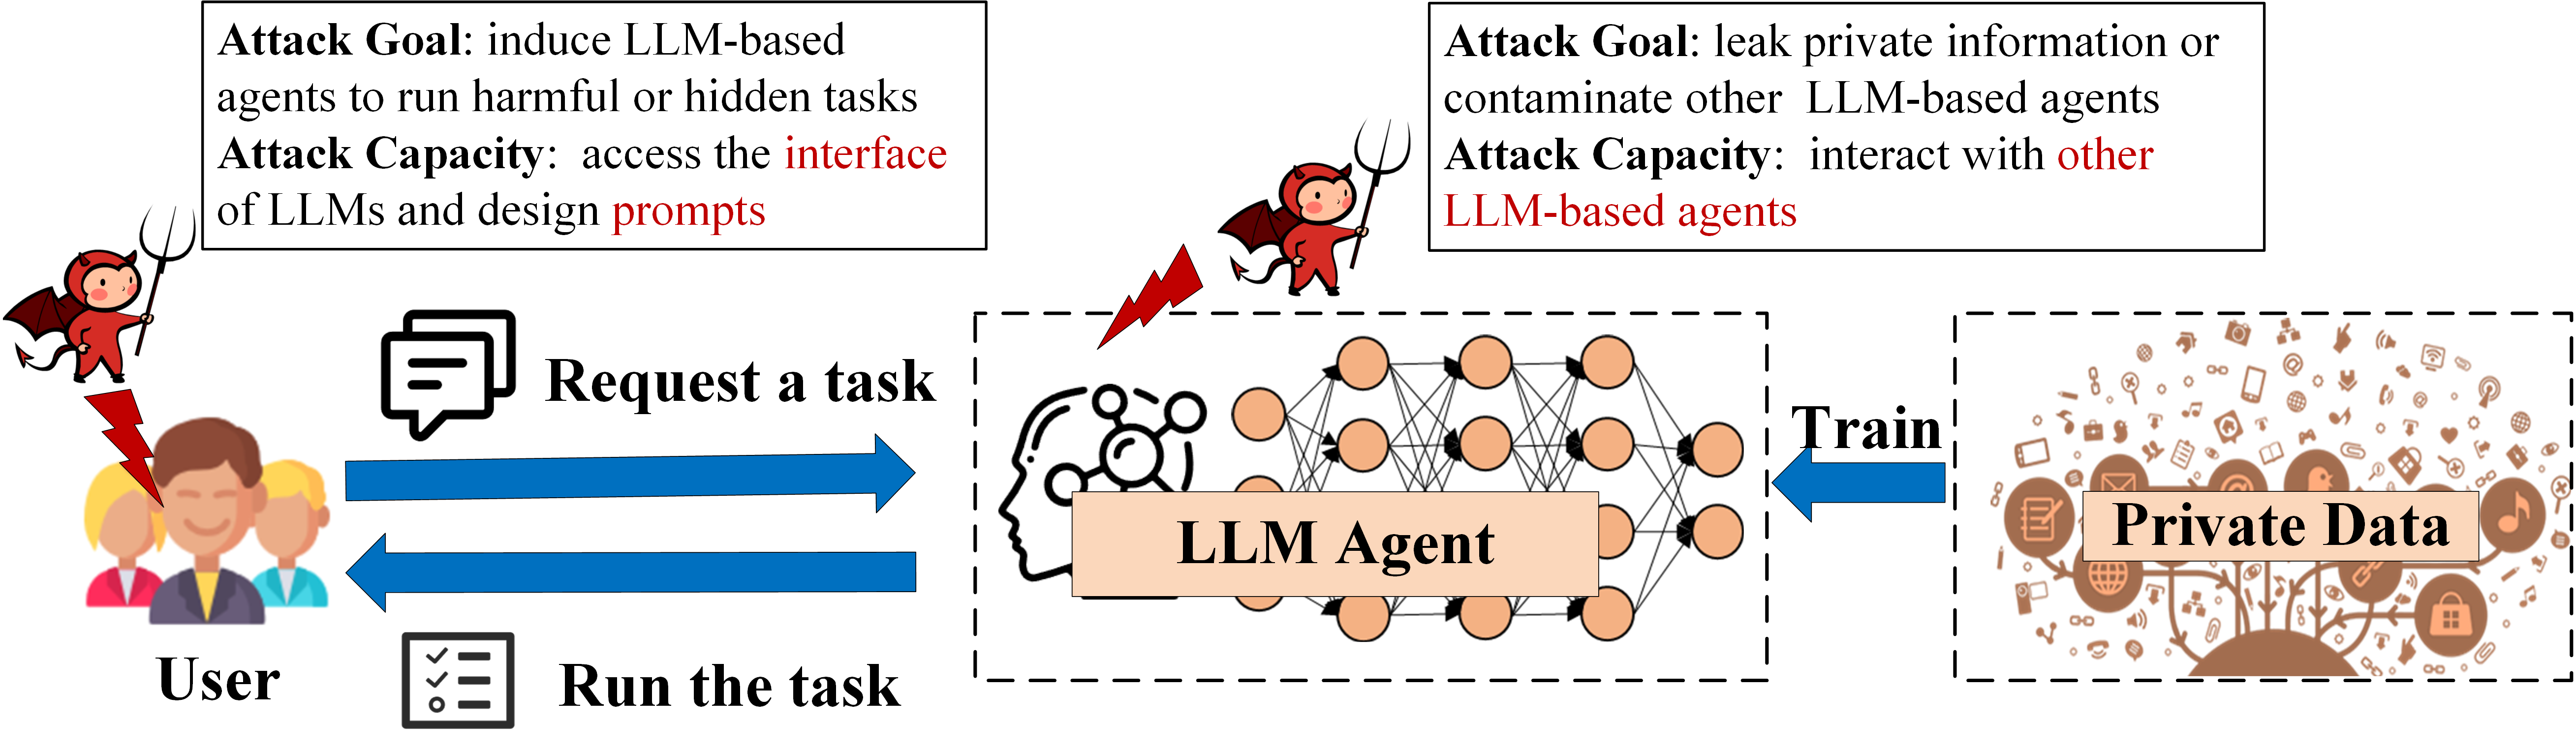 Attack Goal: induce LLM-based
agents to run harmful or hidden tasks
Attack Capacity: access the interface
of LLMs and design prompts
Attack Goal: leak private information or
contaminate other LLM-based agents
Attack Capacity: interact with other
LLM-based agents
Request a task
Train
LLM Agent
Private Data
User
Run the task